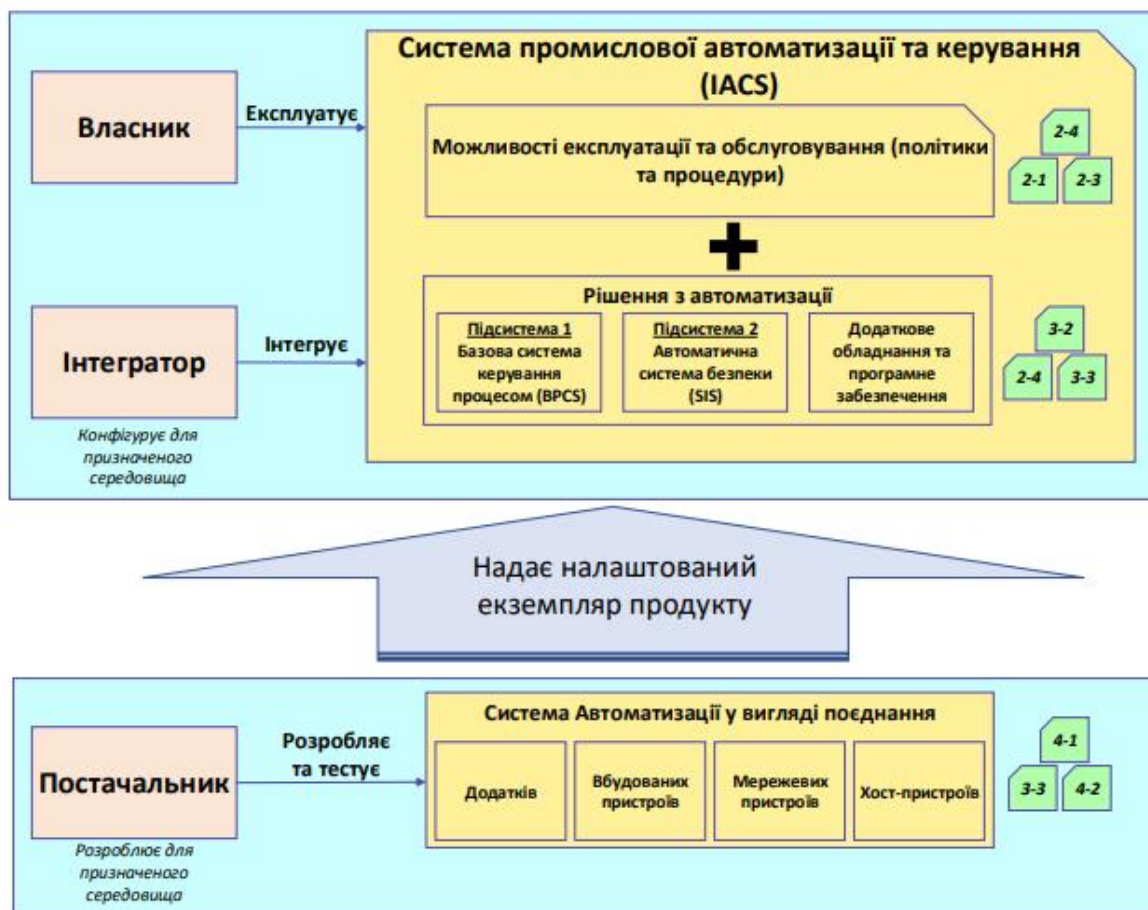 Система промислової автоматизації та керування
(IACS)
Власник
Експлуатує
Можливості експлуатації та обслуговування (політики
та процедури)
2-4
2-1
2-3
Рішення з автоматизації
Інтегратор
Інтегрує
Підсистема 1
Базова система
керування
процесом (BPCS)
Підсистема 2
Автоматична
система безпеки
(SIS)
Додаткове
обладнання та
програмне
забезпечення
3-2
2-4
3-3
Конфігурує для
призначеного
середовища
Надає налаштований
екземпляр продукту
Система Автоматизації у вигляді поєднання
Постачальник
Розробляє
та тестує
Додатків
Вбудованих
пристроїв
Мережевих
пристроїв
Хост-пристроїв
4-1
3-3
4-2
Розроблює для
призначеного
середовища